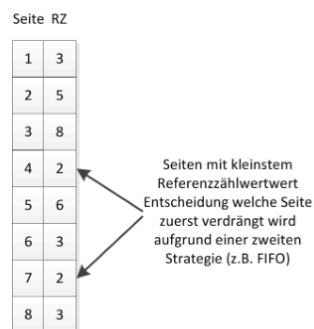 Seite RZ
1 3
2 5
3 8
4 2
5 6
6 3
7 2
8 3
Seiten mit kleinstem
Referenzzählwertwert
Entscheidung welche Seite
zuerst verdrängt wird
aufgrund einer zweiten
Strategie (z.B. FIFO)